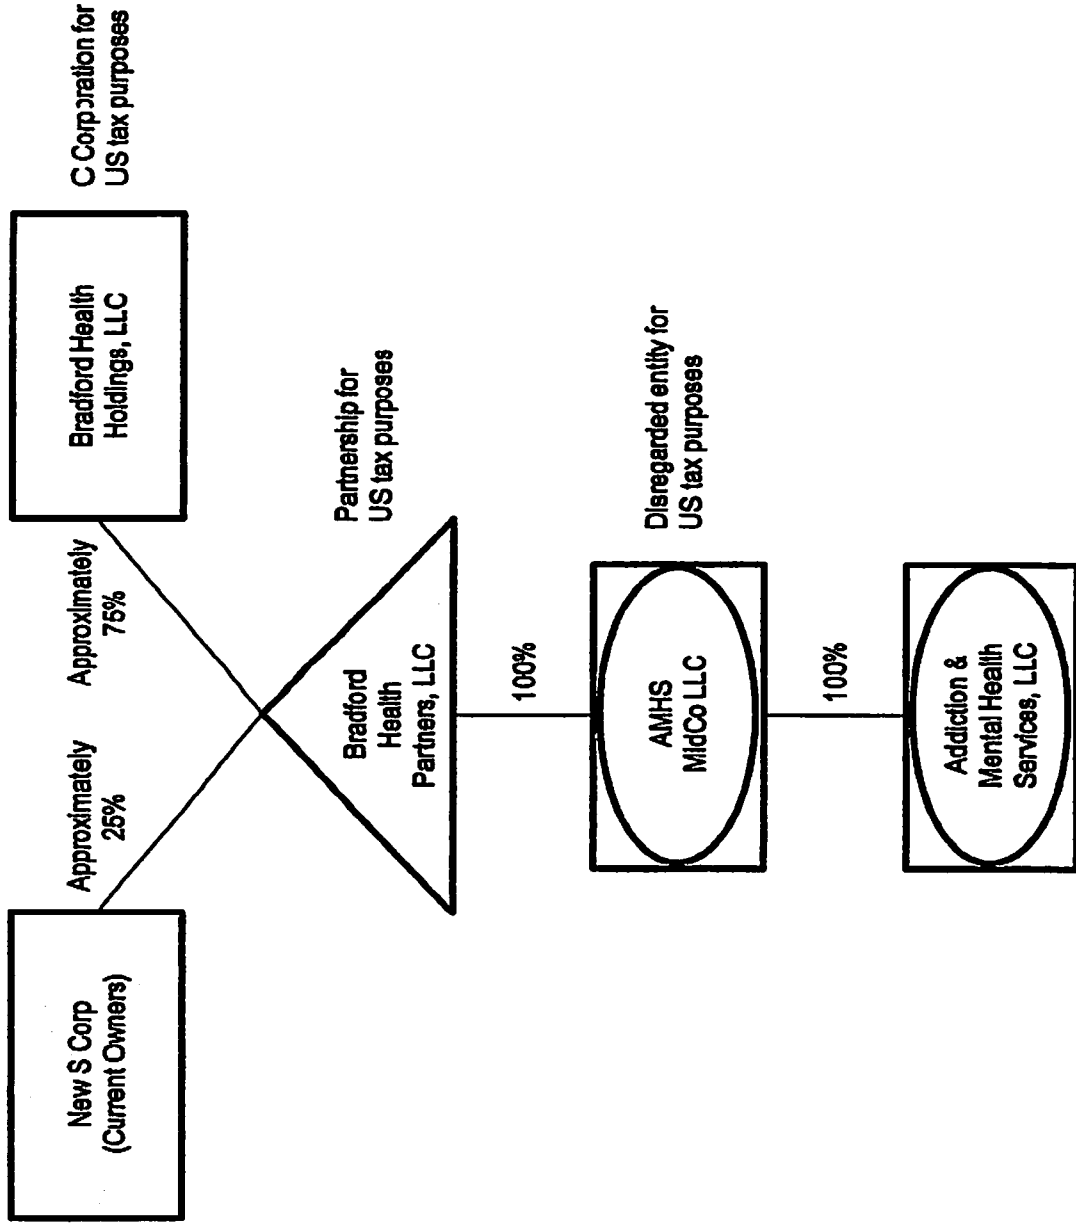 New S Corp
(Current Owners)
Approximately
25%
Approximately
75%
Bradford Health
Holdings, LLC
C Corporation for
US tax purposes
Bradford
Health
Partners, LLC
Partnership for
US tax purposes
100%
AMHS
MidCo LLC
Disregarded entity for
US tax purposes
100%
Addiction &
Mental Health
Services, LLC